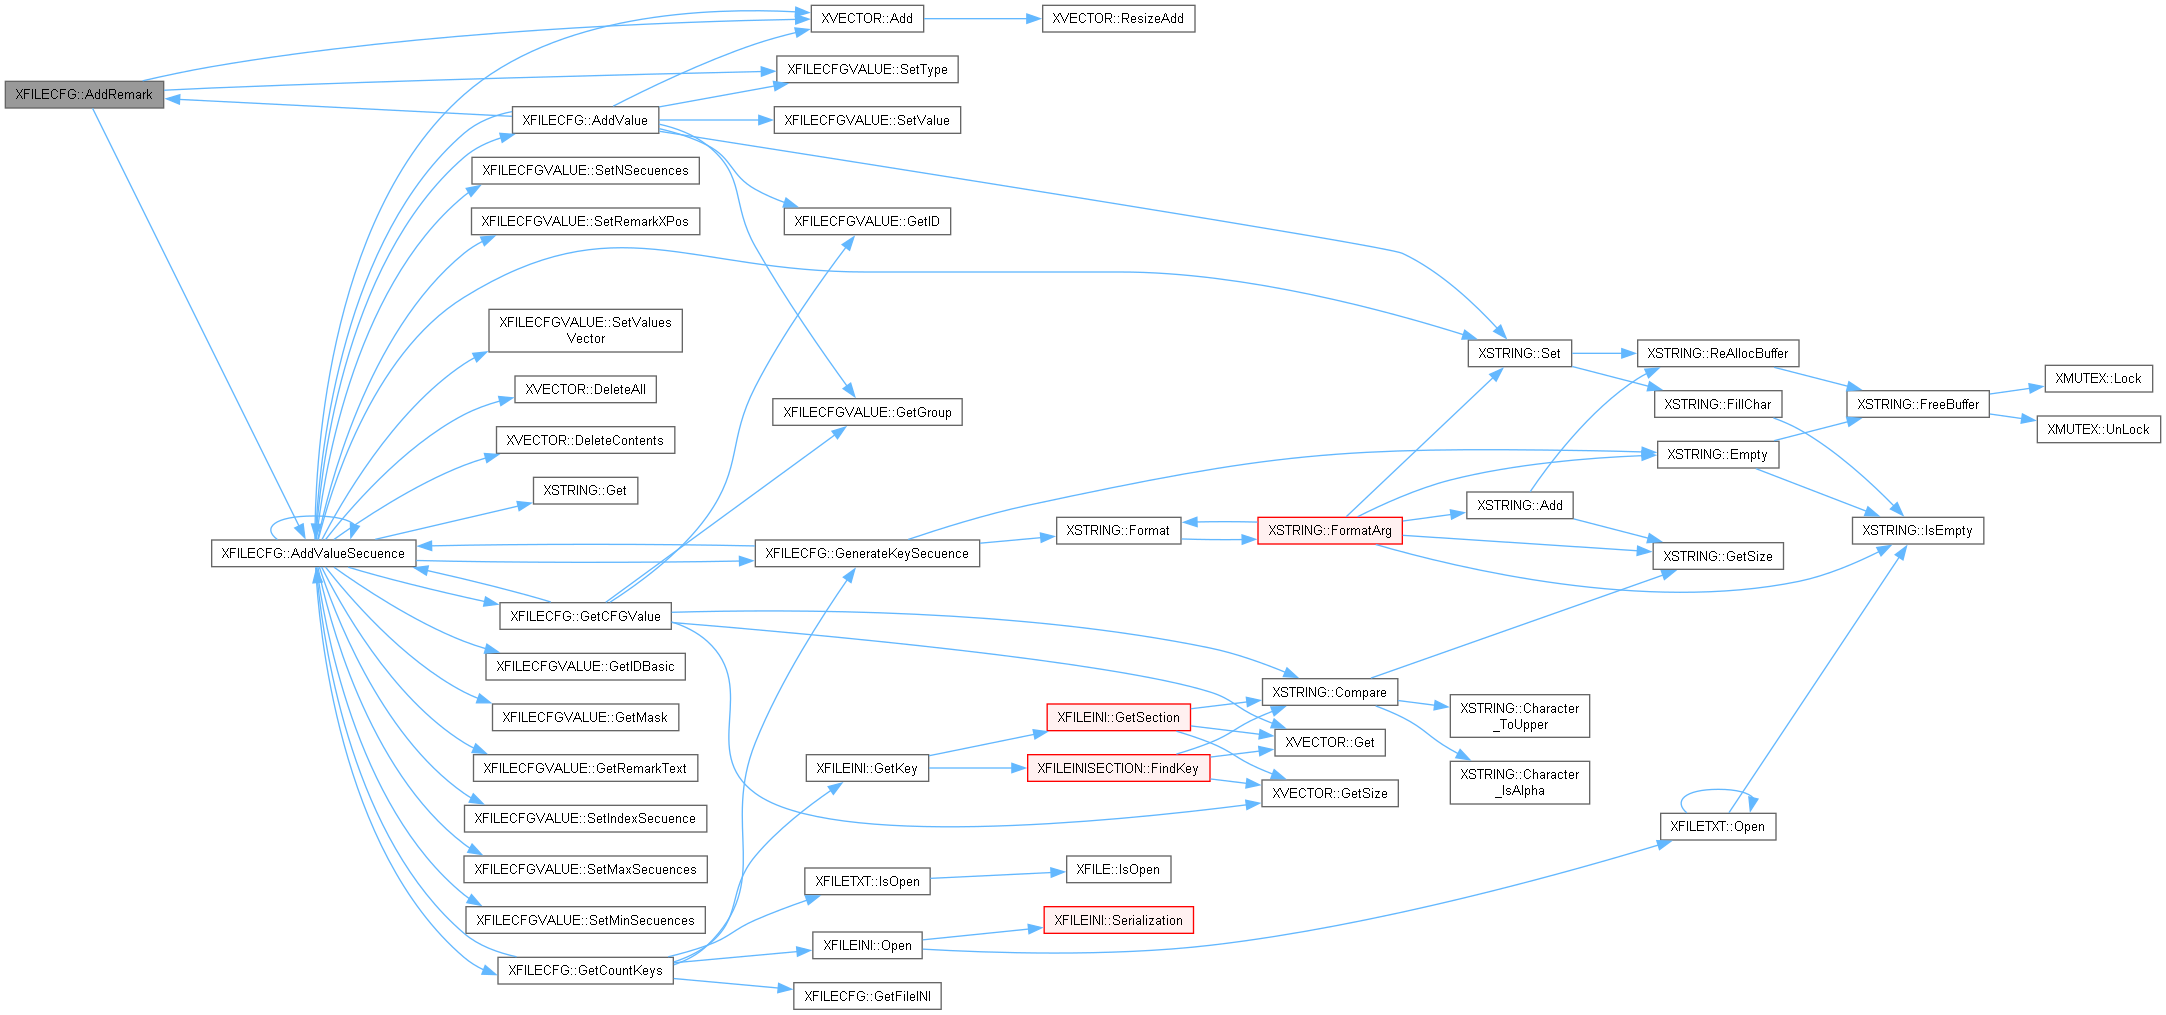 XFILECFG::AddRemark
XVECTOR::Add
XVECTOR::ResizeAdd
XFILECFGVALUE::SetType
XFILECFG::AddValue
XFILECFGVALUE::SetValue
XFILECFGVALUE::SetNSecuences
XFILECFGVALUE::SetRemarkXPos
XFILECFGVALUE::GetID
XFILECFGVALUE::SetValues
Vector
XVECTOR::DeleteAll
XFILECFGVALUE::GetGroup
XVECTOR::DeleteContents
XSTRING::Get
XFILECFG::AddValueSecuence
XFILECFG::GenerateKeySecuence
XSTRING::Format
XSTRING::FormatArg
XSTRING::Set
XSTRING::ReAllocBuffer
XSTRING::FillChar
XSTRING::FreeBuffer
XMUTEX::Lock
XMUTEX::UnLock
XSTRING::Empty
XSTRING::Add
XSTRING::IsEmpty
XSTRING::GetSize
XFILECFG::GetCFGValue
XFILECFGVALUE::GetIDBasic
XFILECFGVALUE::GetMask
XFILECFGVALUE::GetRemarkText
XFILECFGVALUE::SetIndexSecuence
XFILECFGVALUE::SetMaxSecuences
XFILECFGVALUE::SetMinSecuences
XFILECFG::GetCountKeys
XFILEINI::GetKey
XFILEINI::GetSection
XFILEINISECTION::FindKey
XSTRING::Compare
XSTRING::Character
_ToUpper
XSTRING::Character
_IsAlpha
XVECTOR::Get
XVECTOR::GetSize
XFILETXT::Open
XFILETXT::IsOpen
XFILE::IsOpen
XFILEINI::Open
XFILEINI::Serialization
XFILECFG::GetFileINI